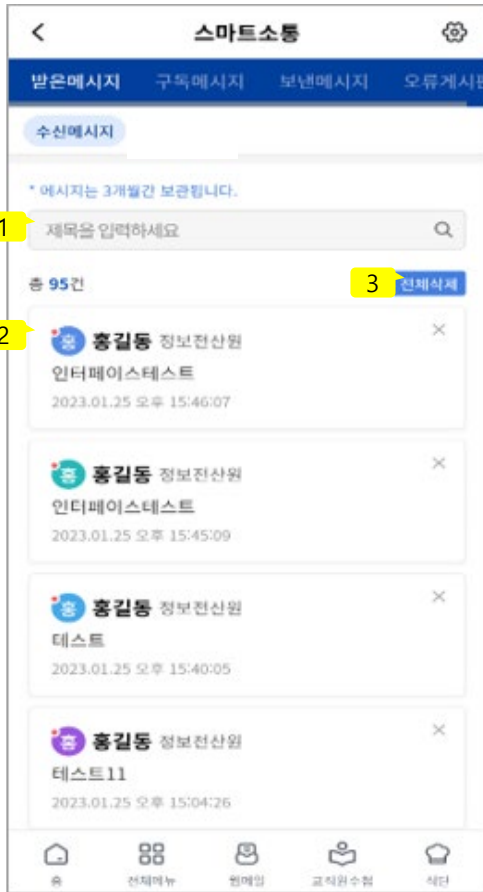 스마트소통
받은메시지 구독메시지 보낸메시지 오류게시판
수신메시지
* 메시지는 3개월간 보관됩니다.
1 제목을 입력하세요
총 95건 3 전체삭제
2 홍 홍길동 정보전산원
인터페이스테스트
2023.01.25 오후 15:46:07
홍 홍길동 정보전산원
인터페이스테스트
2023.01.25 오후 15:45:09
홍 홍길동 정보전산원
테스트
2023.01.25 오후 15:40:05
홍 홍길동 정보전산원
테스트11
2023.01.25 오후 15:04:26
홈 전체메뉴 웹메일 교직원수첩 식단